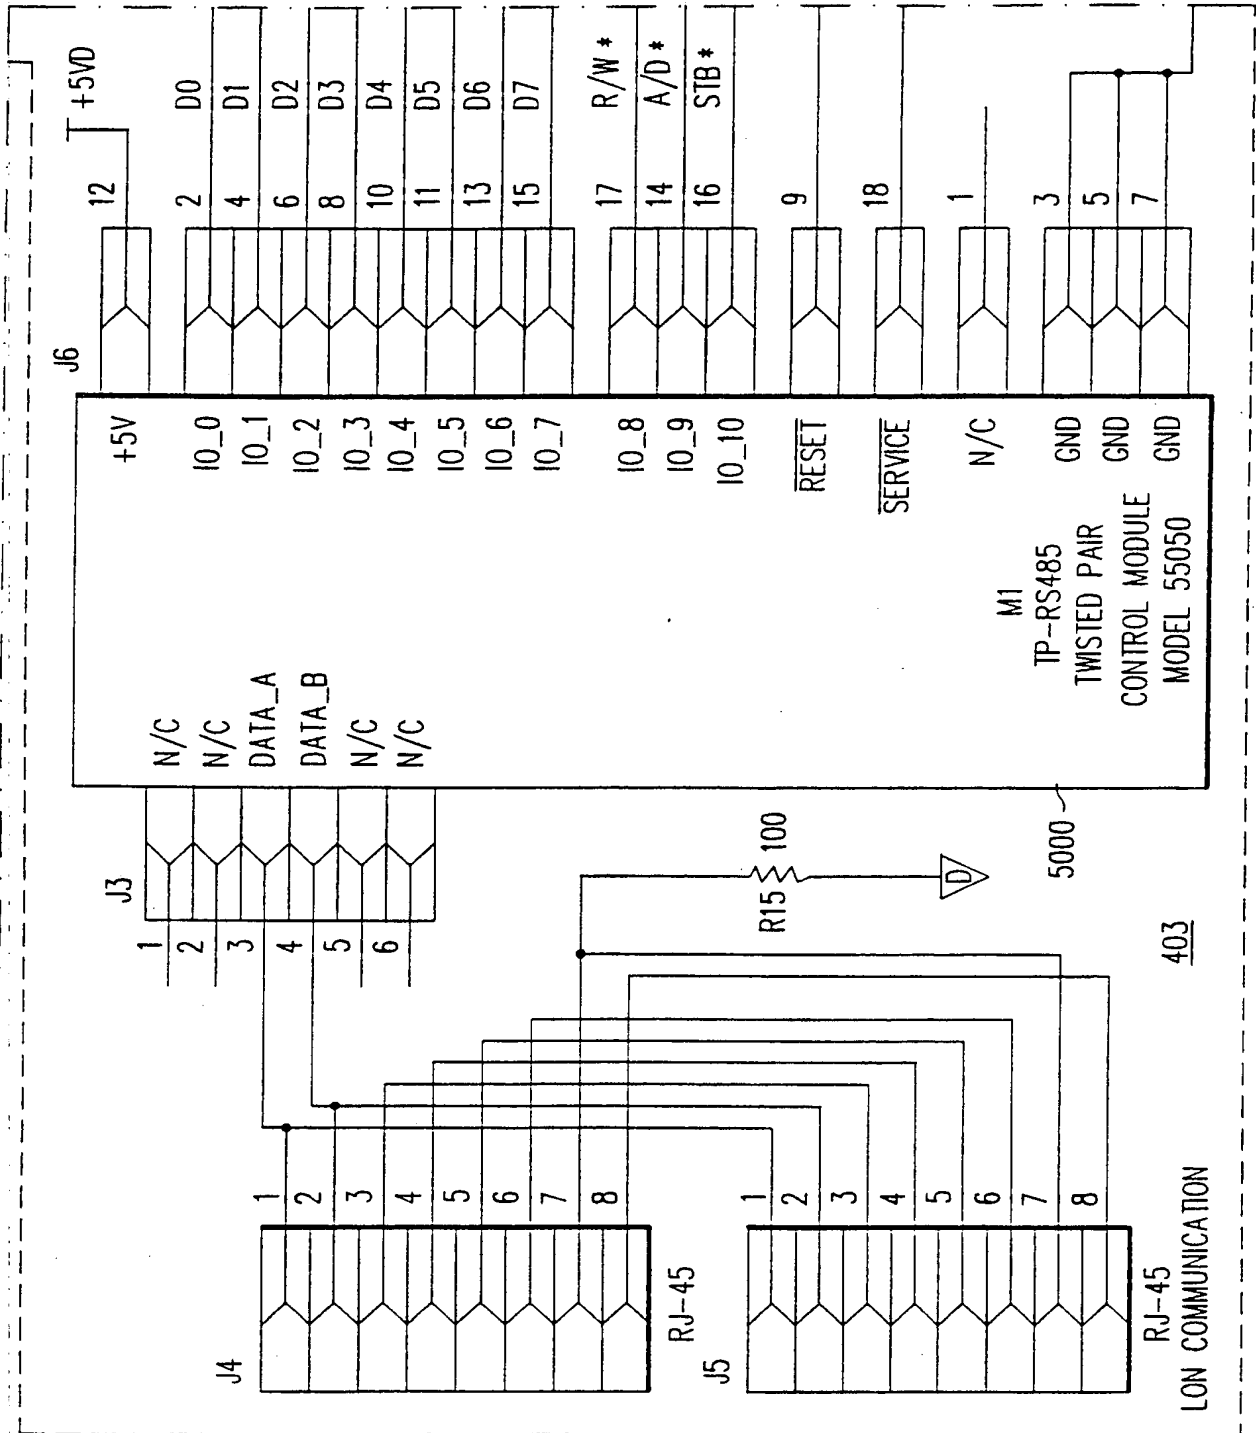 J4
1
2
3
4
5
6
7
8
RJ-45
J5
1
2
3
4
5
6
7
8
RJ-45
LON COMMUNICATION
J3
1
2
3
4
5
6
N/C
N/C
DATA_A
DATA_B
N/C
N/C
R15 100
D
403
5000
M1
TP-RS485
TWISTED PAIR
CONTROL MODULE
MODEL 55050
J6
+5V 12 +5VD
IO_0 2 D0
IO_1 4 D1
IO_2 6 D2
IO_3 8 D3
IO_4 10 D4
IO_5 11 D5
IO_6 13 D6
IO_7 15 D7
IO_8 17 R/W*
IO_9 14 A/D*
IO_10 16 STB*
RESET 9
SERVICE 18
N/C 1
GND 3
GND 5
GND 7